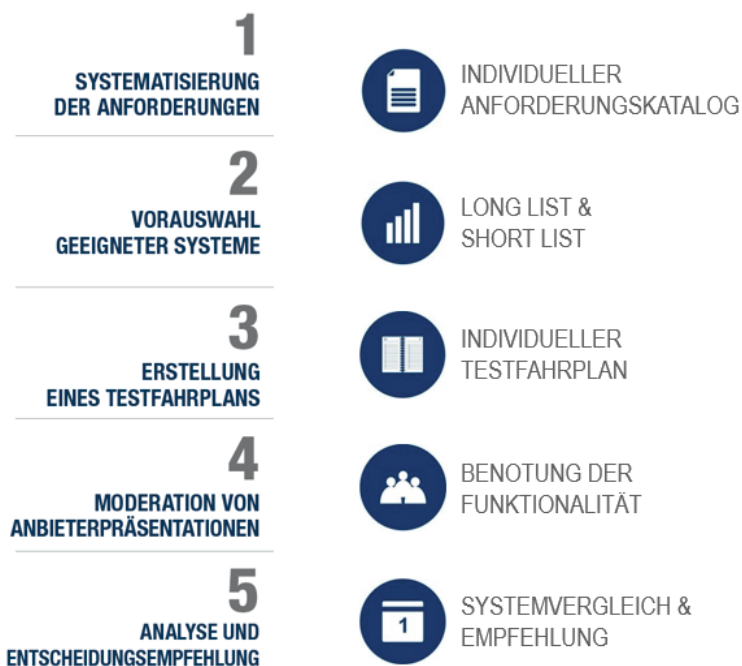 1
SYSTEMATISIERUNG
DER ANFORDERUNGEN
INDIVIDUELLER
ANFORDERUNGSKATALOG
2
VORAUSWAHL
GEEIGNETER SYSTEME
LONG LIST &
SHORT LIST
3
ERSTELLUNG
EINES TESTFAHRPLANS
INDIVIDUELLER
TESTFAHRPLAN
4
MODERATION VON
ANBIETERPRÄSENTATIONEN
BENOTUNG DER
FUNKTIONALITÄT
5
ANALYSE UND
ENTSCHEIDUNGSEMPFEHLUNG
1
SYSTEMVERGLEICH &
EMPFEHLUNG